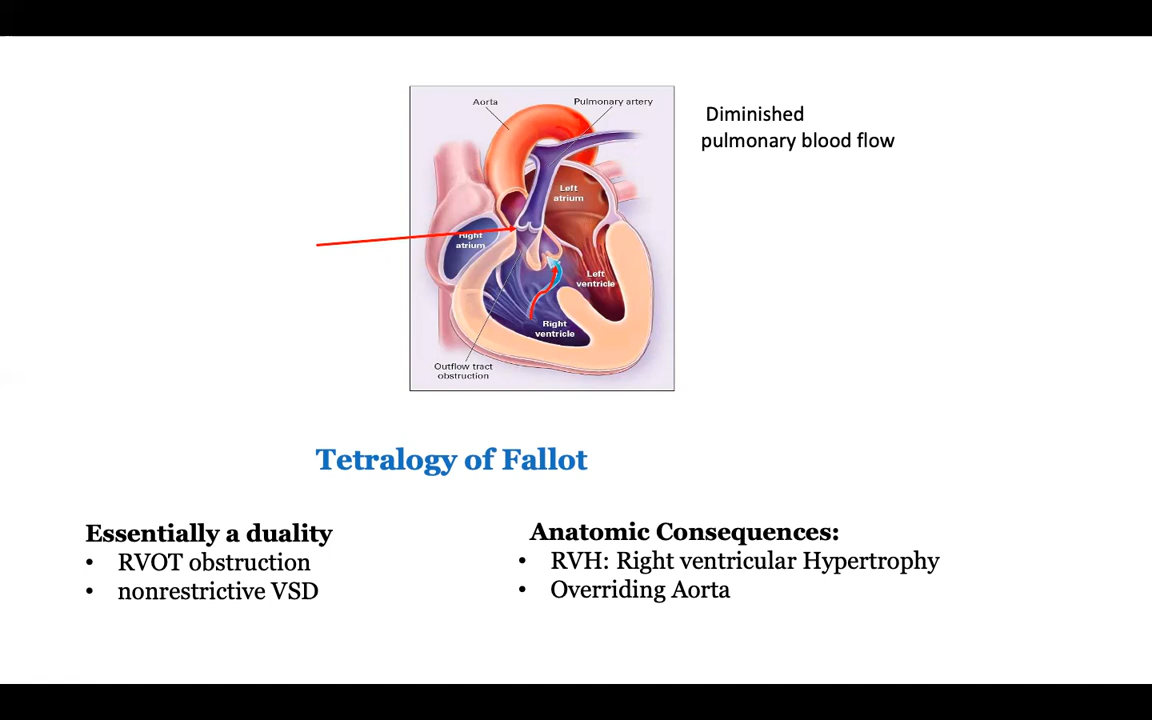 Aorta
Pulmonary artery
Diminished
pulmonary blood flow
Left
atrium
Right
atrium
Left
ventricle
Right
ventricle
Outflow tract
obstruction
Tetralogy of Fallot
Essentially a duality
• RVOT obstruction
• nonrestrictive VSD
Anatomic Consequences:
• RVH: Right ventricular Hypertrophy
• Overriding Aorta